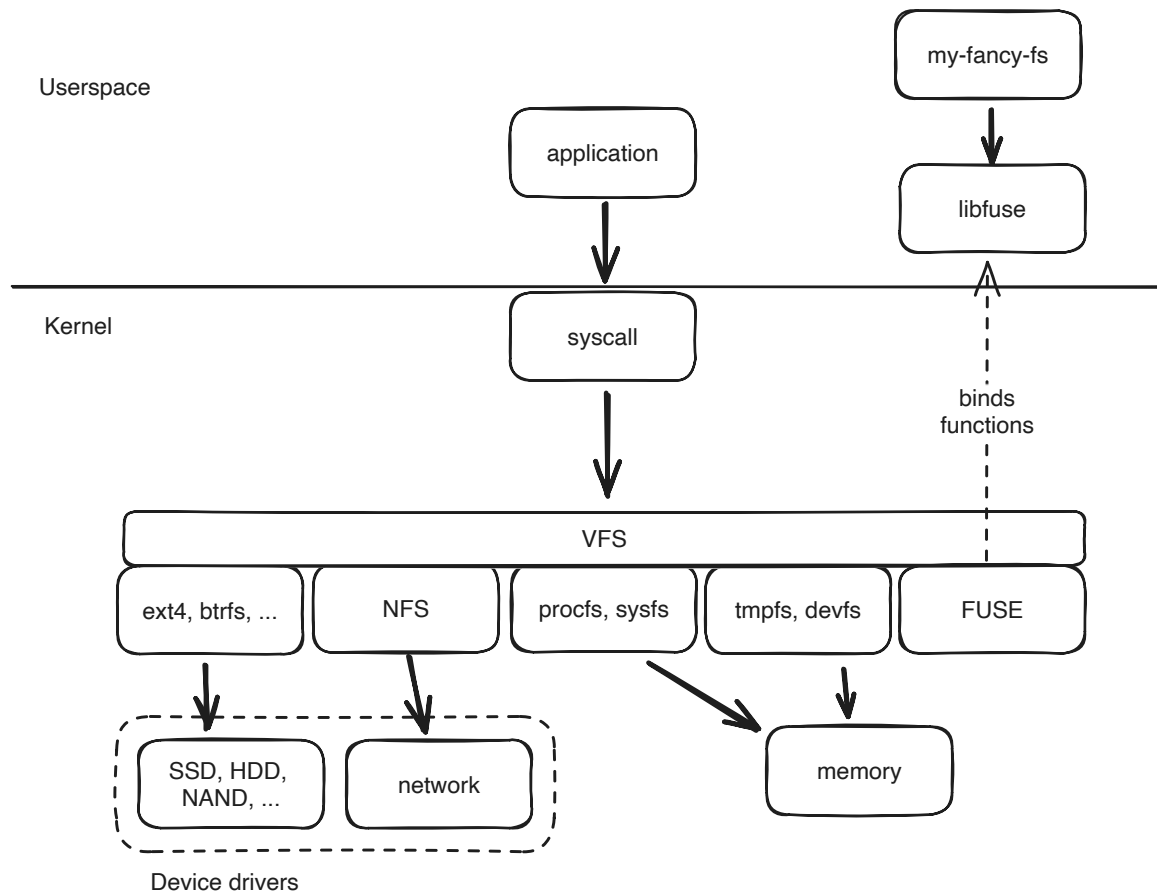 my-fancy-fs
Userspace
application
libfuse
Kernel
syscall
binds
functions
VFS
ext4, btrfs, ...
NFS
procfs, sysfs
tmpfs, devfs
FUSE
SSD, HDD,
NAND, ...
network
memory
Device drivers